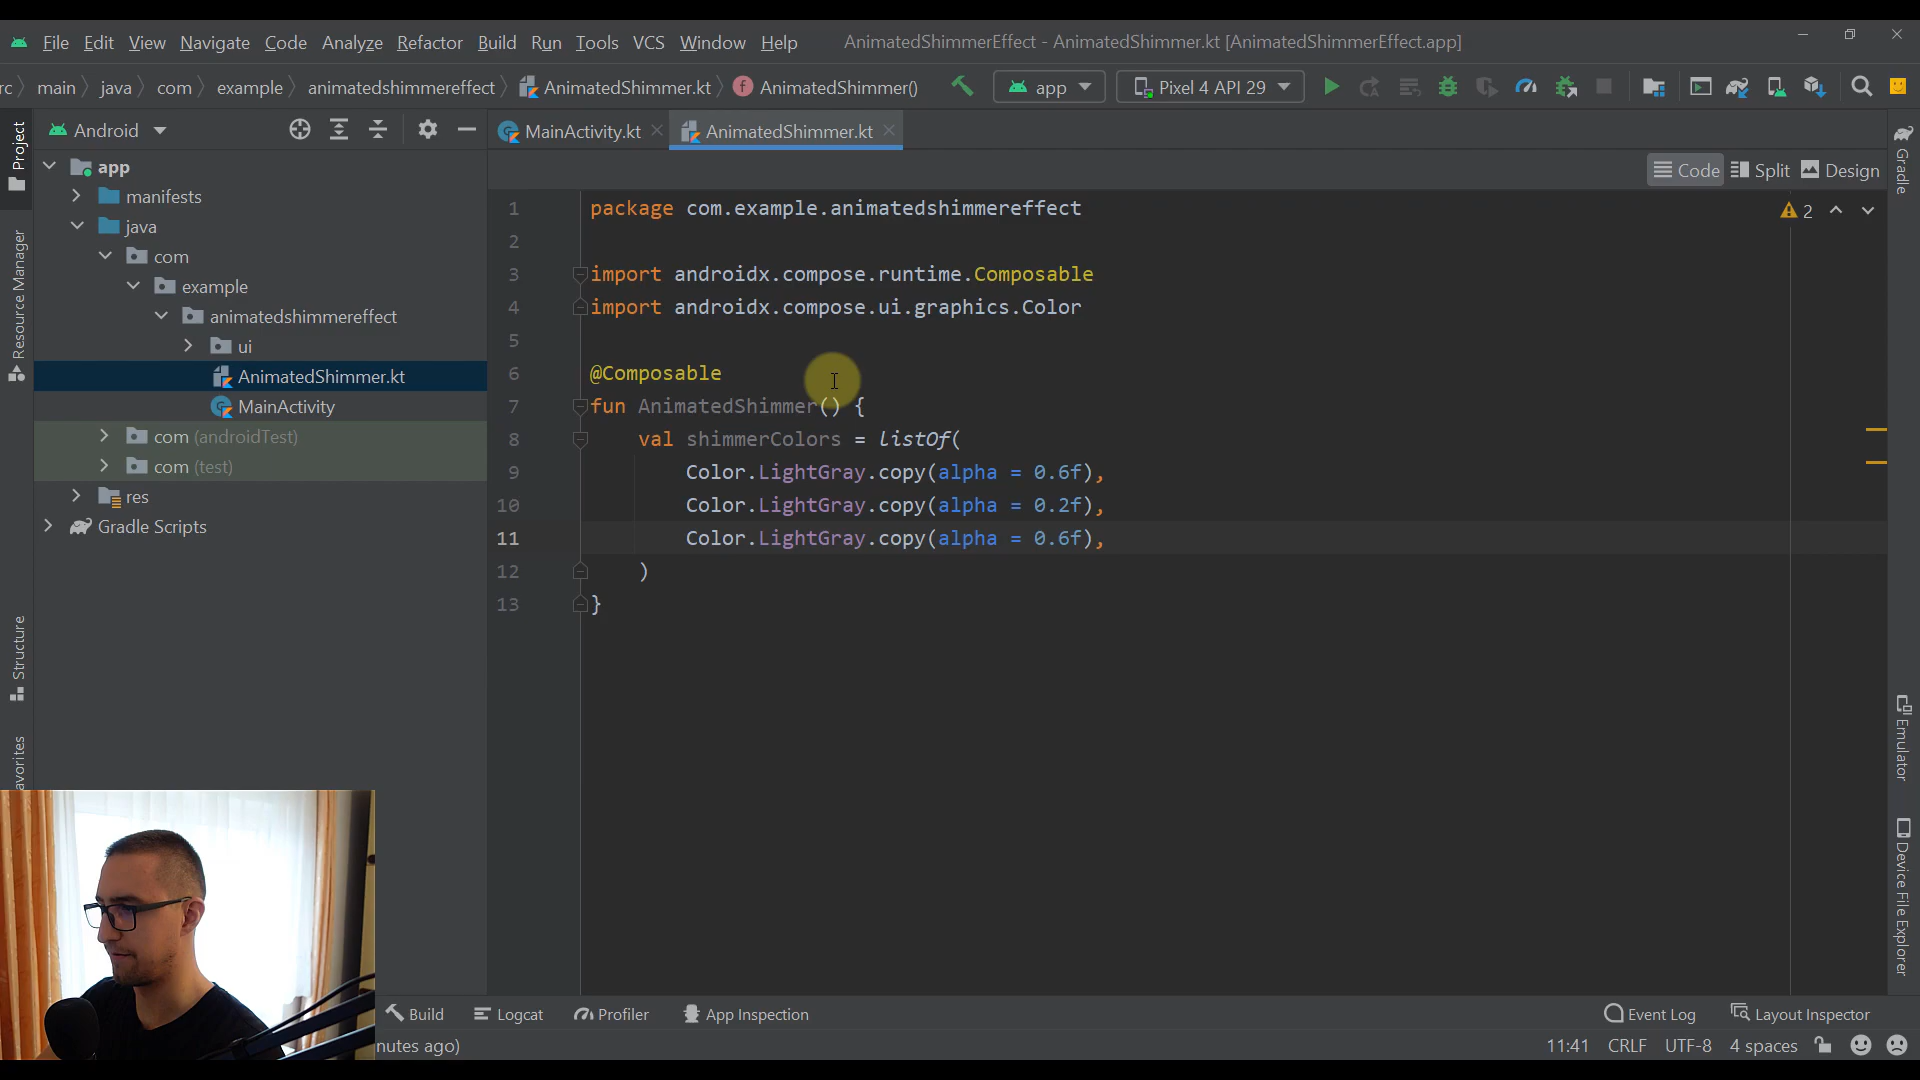 File Edit View Navigate Code Analyze Refactor Build Run Tools VCS Window Help AnimatedShimmerEffect - AnimatedShimmer.kt [AnimatedShimmerEffect.app]
rc main java com example animatedshimmereffect AnimatedShimmer.kt AnimatedShimmer() app Pixel 4 API 29
Project
Resource Manager
Structure
avorites
Android
app
manifests
java
com
example
animatedshimmereffect
ui
AnimatedShimmer.kt
MainActivity
com (androidTest)
com (test)
res
Gradle Scripts
MainActivity.kt AnimatedShimmer.kt
Code Split Design
2
1 package com.example.animatedshimmereffect
2
3 import androidx.compose.runtime.Composable
4 import androidx.compose.ui.graphics.Color
5
6 @Composable
7 fun AnimatedShimmer() {
8 val shimmerColors = listOf(
9 Color.LightGray.copy(alpha = 0.6f),
10 Color.LightGray.copy(alpha = 0.2f),
11 Color.LightGray.copy(alpha = 0.6f),
12 )
13 }
Gradle
Emulator
Device File Explorer
Build Logcat Profiler App Inspection Event Log Layout Inspector
nutes ago) 11:41 CRLF UTF-8 4 spaces